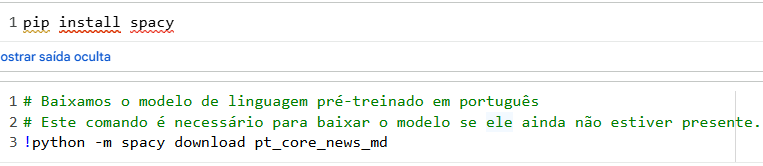 1 pip install spacy
ostrar saída oculta
1 # Baixamos o modelo de linguagem pré-treinado em português
2 # Este comando é necessário para baixar o modelo se ele ainda não estiver presente.
3 !python -m spacy download pt_core_news_md